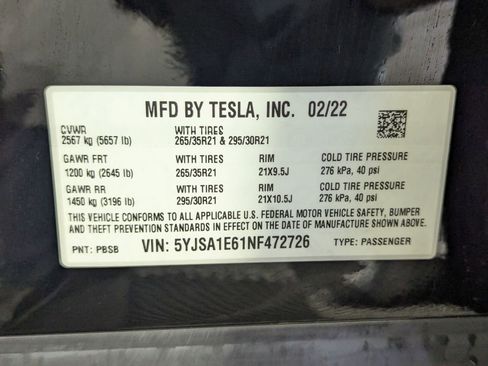 MFD BY TESLA, INC. 02/22
GVWR WITH TIRES
2567 kg (5657 lb) 265/35R21 & 295/30R21
GAWR FRT WITH TIRES RIM COLD TIRE PRESSURE
1200 kg (2645 lb) 265/35R21 21X9.5J 276 kPa, 40 psi
GAWR RR WITH TIRES RIM COLD TIRE PRESSURE
1450 kg (3196 lb) 295/30R21 21X10.5J 276 kPa, 40 psi
THIS VEHICLE CONFORMS TO ALL APPLICABLE U.S. FEDERAL MOTOR VEHICLE SAFETY, BUMPER
AND THEFT PREVENTION STANDARDS IN EFFECT ON THE DATE OF MANUFACTURE SHOWN ABOVE.
PNT: PBSB VIN: 5YJSA1E61NF472726 TYPE: PASSENGER